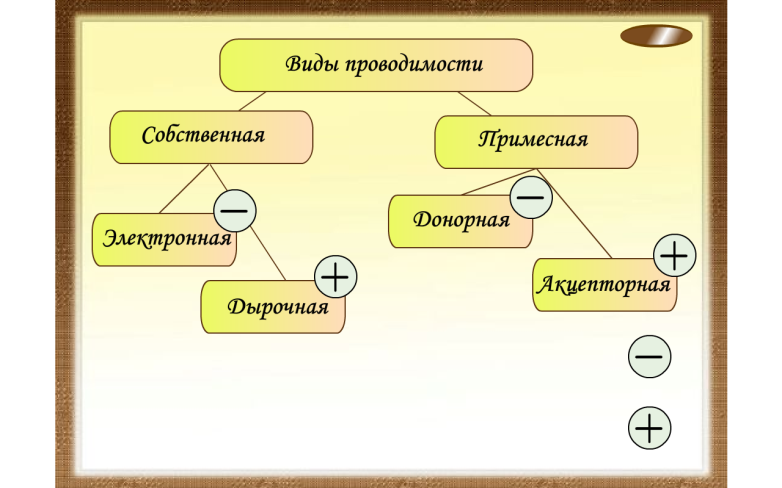 Виды проводимости
Собственная
Примесная
Электронная
−
Дырочная
+
Донорная
−
Акцепторная
+
−
+